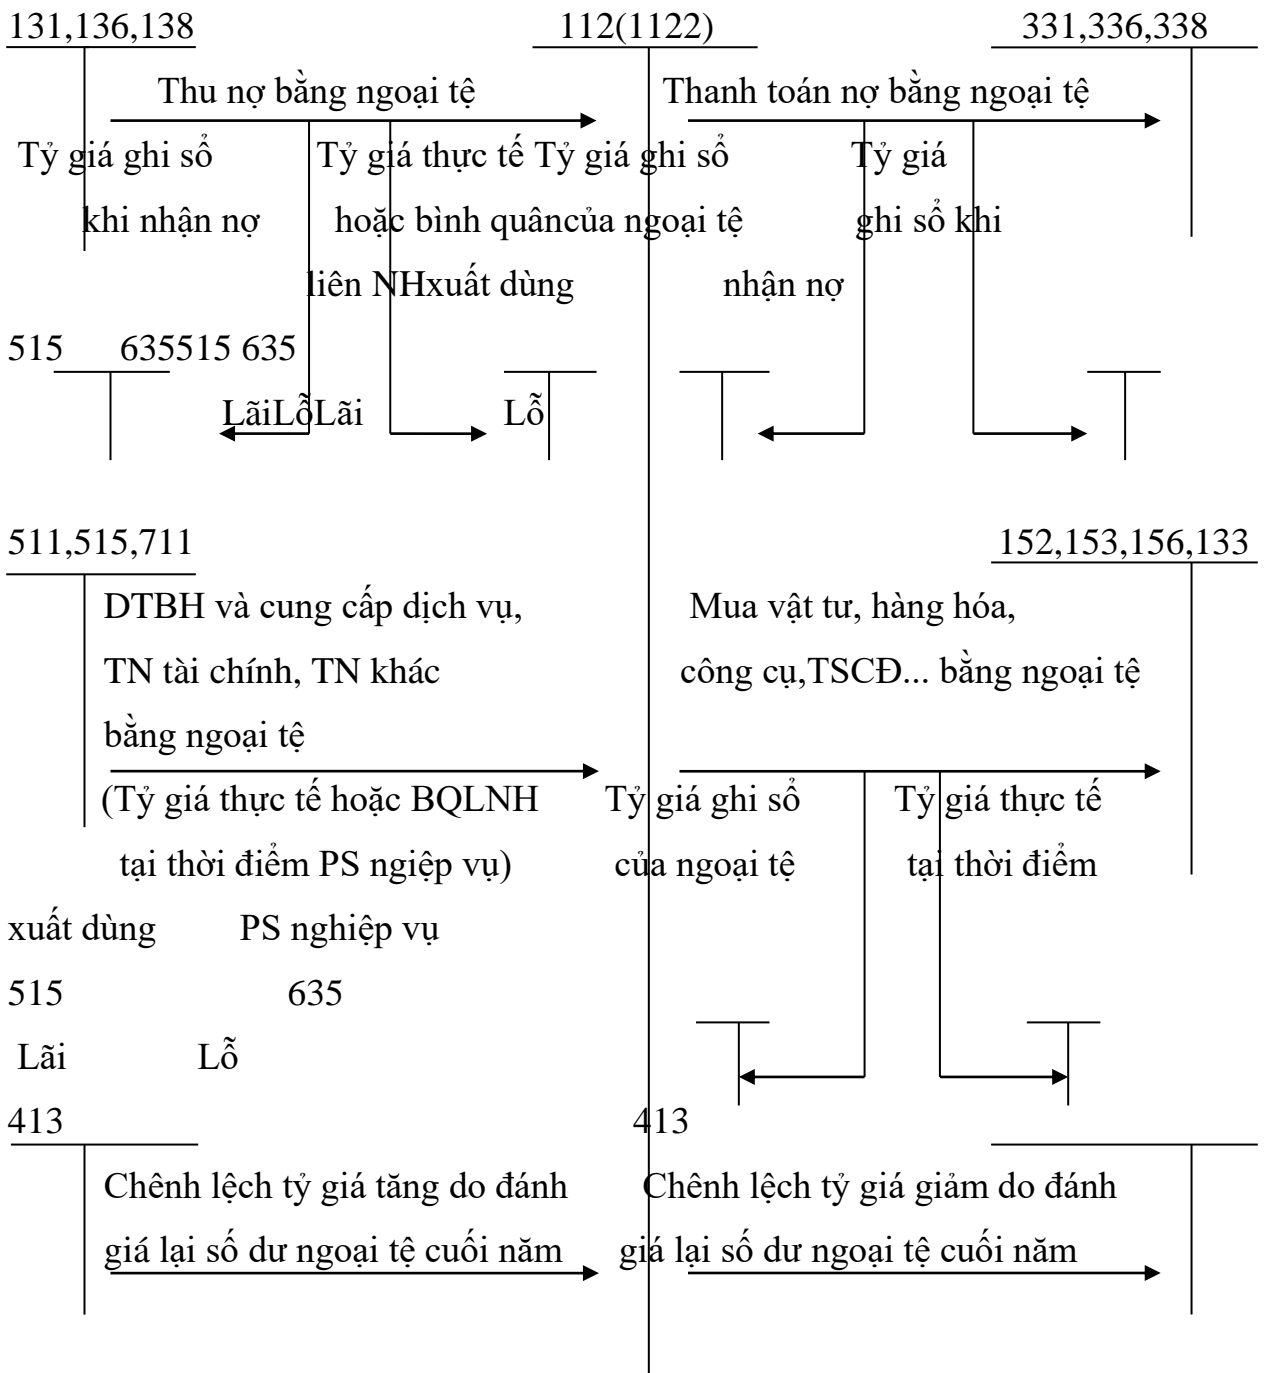 131,136,138 112(1122) 331,336,338
Thu nợ bằng ngoại tệ Thanh toán nợ bằng ngoại tệ
Tỷ giá ghi sổ Tỷ giá thực tế Tỷ giá ghi sổ Tỷ giá
khi nhận nợ hoặc bình quâncủa ngoại tệ ghi sổ khi
liên NHxuất dùng nhận nợ
515 635515 635
LãiLỗLãi Lỗ
511,515,711 152,153,156,133
DTBH và cung cấp dịch vụ, Mua vật tư, hàng hóa,
TN tài chính, TN khác công cụ,TSCĐ... bằng ngoại tệ
bằng ngoại tệ
(Tỷ giá thực tế hoặc BQLNH Tỷ giá ghi sổ Tỷ giá thực tế
tại thời điểm PS ngiệp vụ) của ngoại tệ tại thời điểm
xuất dùng PS nghiệp vụ
515 635
Lãi Lỗ
413 413
Chênh lệch tỷ giá tăng do đánh Chênh lệch tỷ giá giảm do đánh
giá lại số dư ngoại tệ cuối năm giá lại số dư ngoại tệ cuối năm